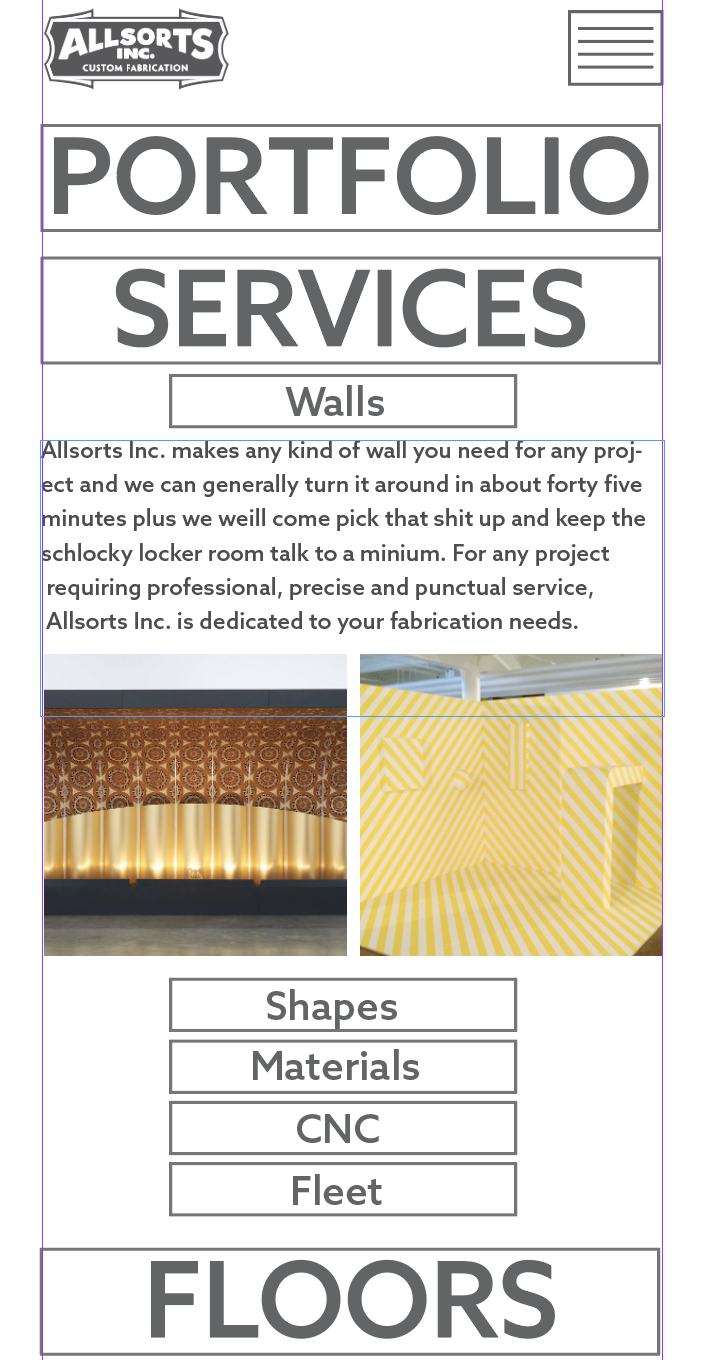 ALLSORTS
INC.
CUSTOM FABRICATION
PORTFOLIO
SERVICES
Walls
Allsorts Inc. makes any kind of wall you need for any proj-
ect and we can generally turn it around in about forty five
minutes plus we weill come pick that shit up and keep the
schlocky locker room talk to a minium. For any project
requiring professional, precise and punctual service,
Allsorts Inc. is dedicated to your fabrication needs.
Shapes
Materials
CNC
Fleet
FLOORS